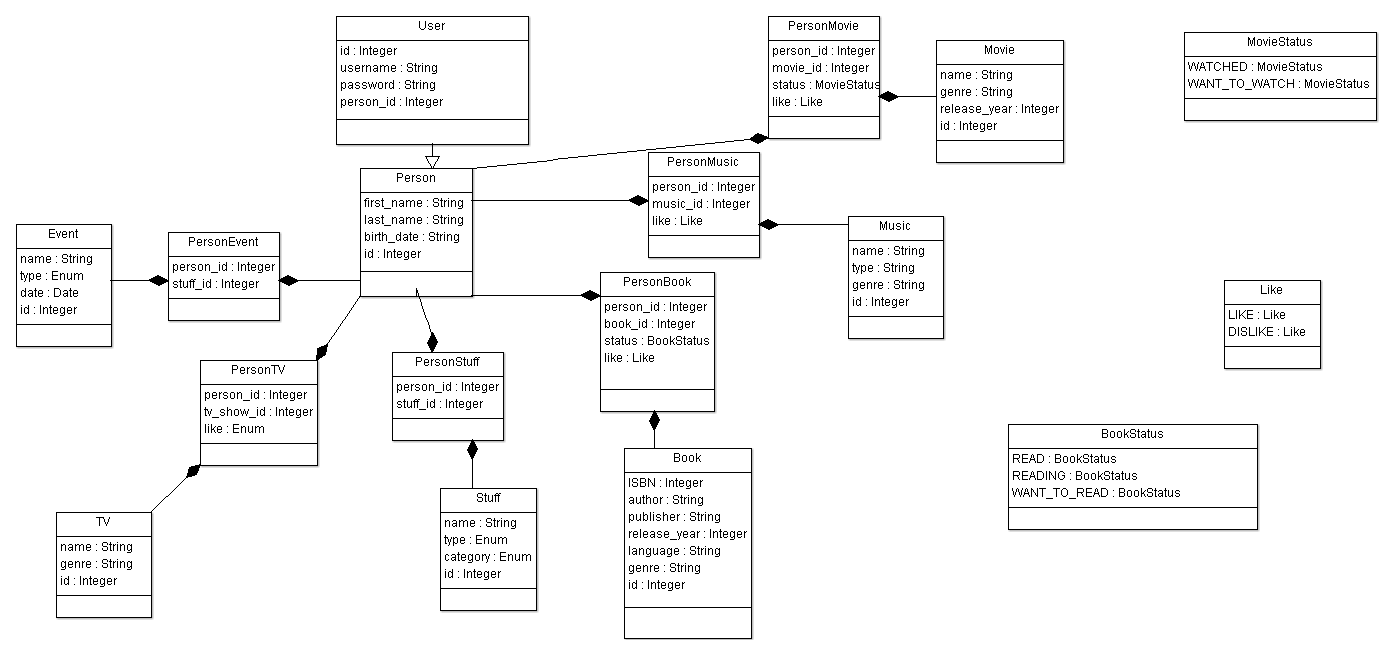 User
id : Integer
username : String
password : String
person_id : Integer
PersonMovie
person_id : Integer
movie_id : Integer
status : MovieStatus
like : Like
Movie
name : String
genre : String
release_year : Integer
id : Integer
MovieStatus
WATCHED : MovieStatus
WANT_TO_WATCH : MovieStatus
Person
first_name : String
last_name : String
birth_date : String
id : Integer
PersonMusic
person_id : Integer
music_id : Integer
like : Like
Music
name : String
type : String
genre : String
id : Integer
Event
name : String
type : Enum
date : Date
id : Integer
PersonEvent
person_id : Integer
stuff_id : Integer
PersonBook
person_id : Integer
book_id : Integer
status : BookStatus
like : Like
Like
LIKE : Like
DISLIKE : Like
PersonTV
person_id : Integer
tv_show_id : Integer
like : Enum
PersonStuff
person_id : Integer
stuff_id : Integer
BookStatus
READ : BookStatus
READING : BookStatus
WANT_TO_READ : BookStatus
Book
ISBN : Integer
author : String
publisher : String
release_year : Integer
language : String
genre : String
id : Integer
Stuff
name : String
type : Enum
category : Enum
id : Integer
TV
name : String
genre : String
id : Integer